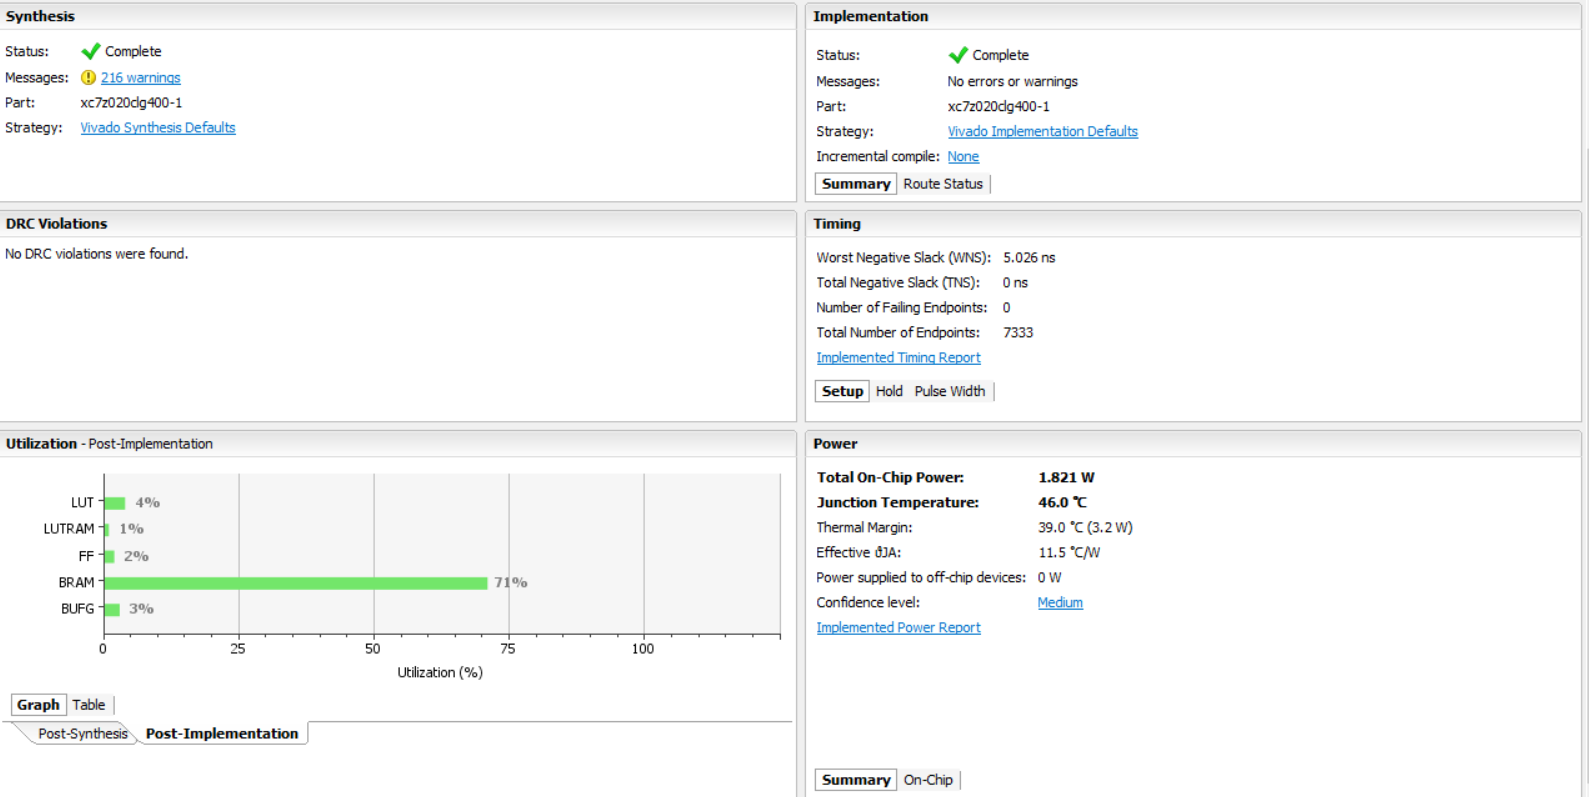 Synthesis
Status: Complete
Messages: 216 warnings
Part: xc7z020clg400-1
Strategy: Vivado Synthesis Defaults
Implementation
Status: Complete
Messages: No errors or warnings
Part: xc7z020clg400-1
Strategy: Vivado Implementation Defaults
Incremental compile: None
Summary Route Status
DRC Violations
No DRC violations were found.
Timing
Worst Negative Slack (WNS): 5.026 ns
Total Negative Slack (TNS): 0 ns
Number of Failing Endpoints: 0
Total Number of Endpoints: 7333
Implemented Timing Report
Setup Hold Pulse Width
Utilization - Post-Implementation
LUT 4%
LUTRAM 1%
FF 2%
BRAM 71%
BUFG 3%
0 25 50 75 100
Utilization (%)
Graph Table
Post-Synthesis Post-Implementation
Power
Total On-Chip Power: 1.821 W
Junction Temperature: 46.0 °C
Thermal Margin: 39.0 °C (3.2 W)
Effective ϑJA: 11.5 °C/W
Power supplied to off-chip devices: 0 W
Confidence level: Medium
Implemented Power Report
Summary On-Chip